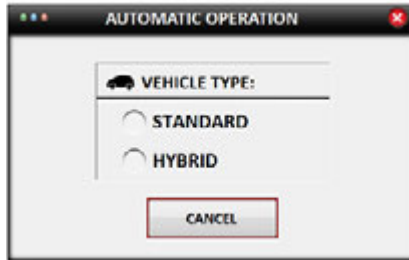 AUTOMATIC OPERATION
VEHICLE TYPE:
STANDARD
HYBRID
CANCEL